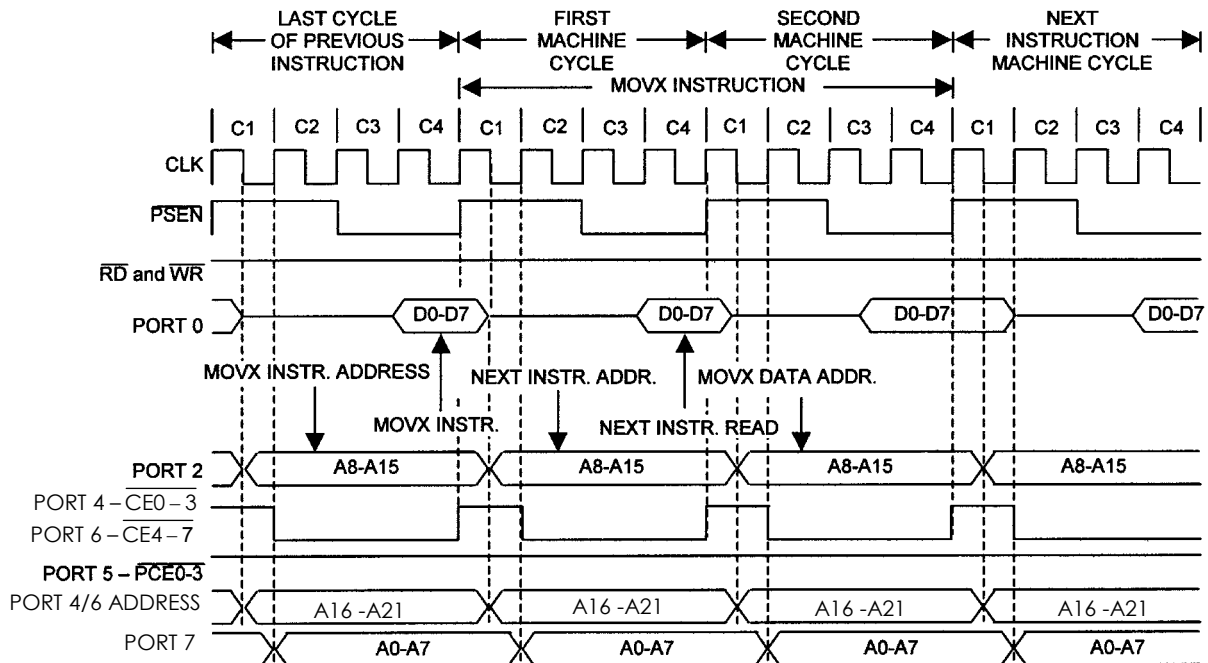 LAST CYCLE OF PREVIOUS INSTRUCTION
FIRST MACHINE CYCLE
SECOND MACHINE CYCLE
NEXT INSTRUCTION MACHINE CYCLE
MOVX INSTRUCTION
C1 C2 C3 C4 C1 C2 C3 C4 C1 C2 C3 C4 C1 C2 C3 C4
CLK
PSEN
RD and WR
PORT 0 D0-D7 D0-D7 D0-D7 D0-D7
MOVX INSTR. ADDRESS NEXT INSTR. ADDR. MOVX DATA ADDR.
MOVX INSTR. NEXT INSTR. READ
PORT 2 A8-A15 A8-A15 A8-A15 A8-A15
PORT 4 – CE0 – 3
PORT 6 – CE4 – 7
PORT 5 – PCE0-3
PORT 4/6 ADDRESS A16 -A21 A16 -A21 A16 -A21 A16 -A21
PORT 7 A0-A7 A0-A7 A0-A7 A0-A7